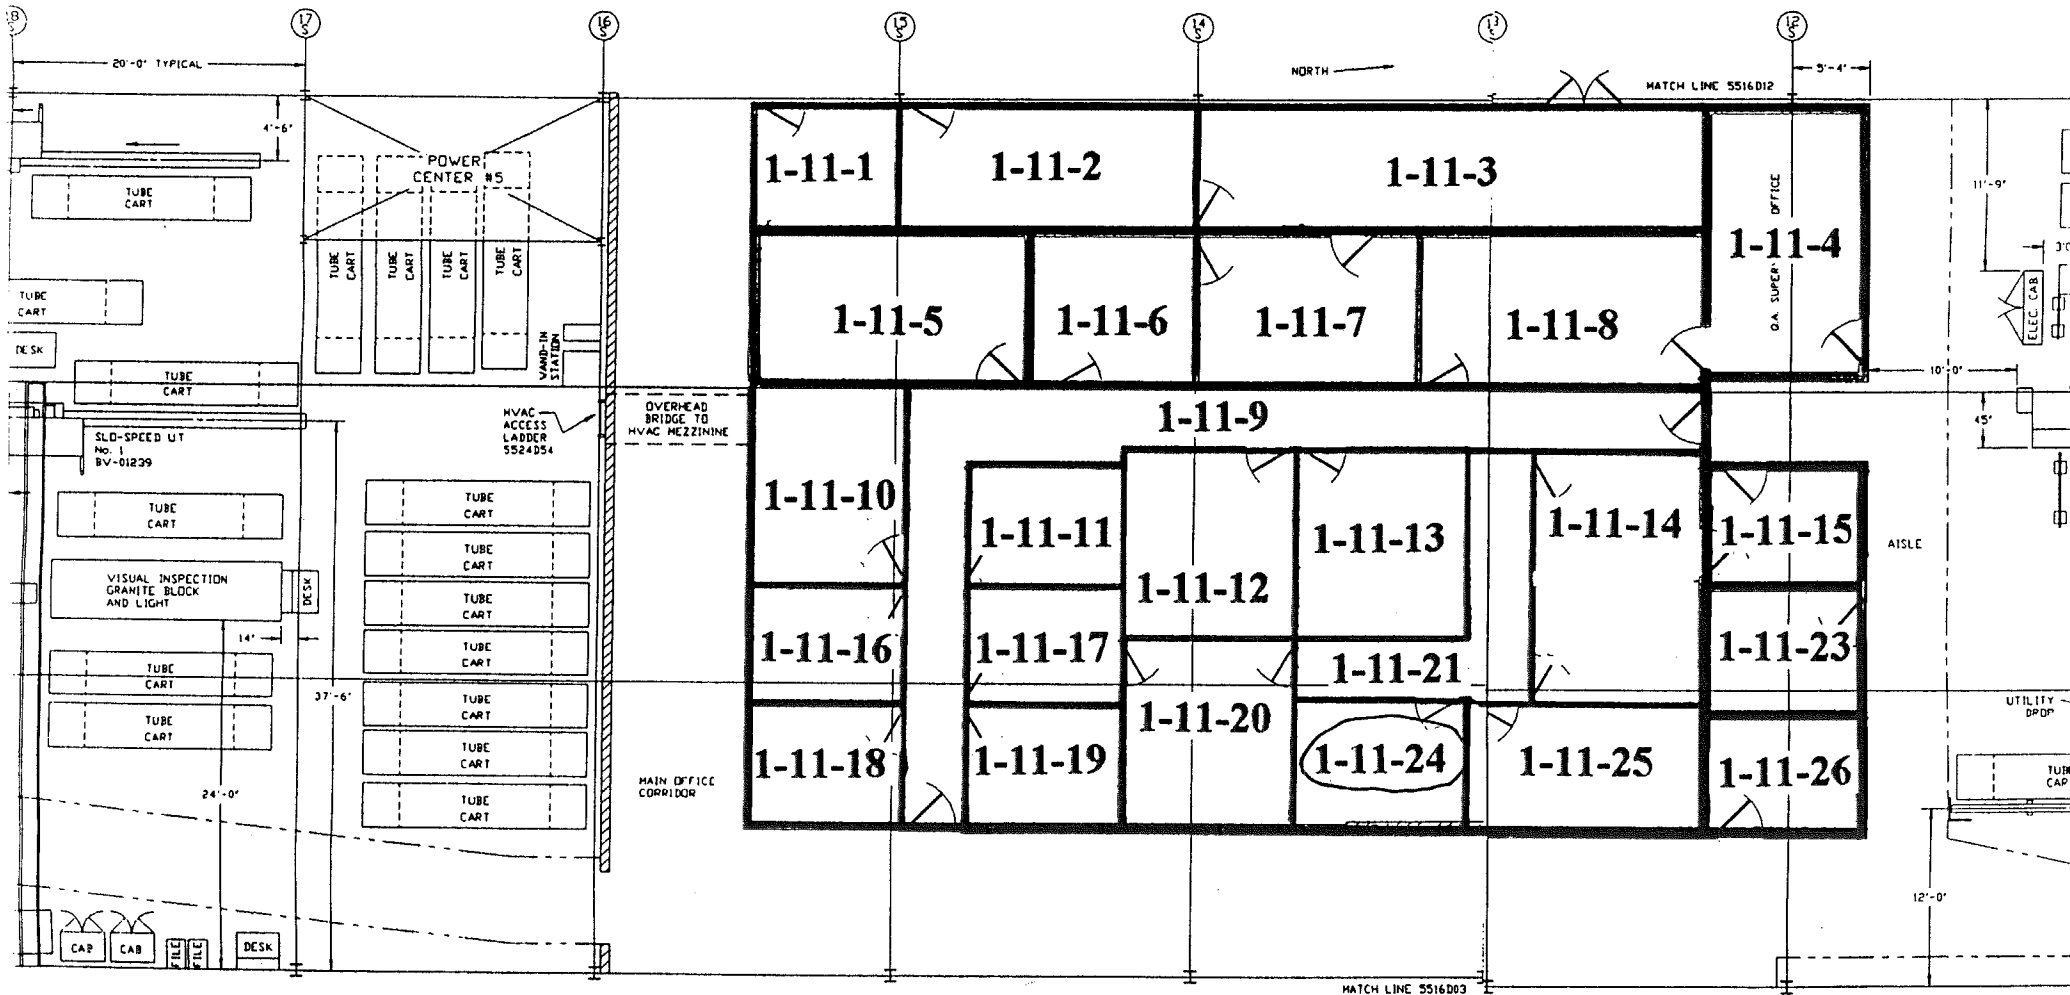 8
17
S
16
S
15
S
14
S
13
S
12
S
20'-0" TYPICAL
NORTH
MATCH LINE 5516D12
5'-4"
4'-6"
POWER
CENTER #5
TUBE
CART
TUBE
CART
TUBE
CART
TUBE
CART
TUBE
CART
TUBE
CART
DESK
TUBE
CART
WAND-IN
STATION
HVAC
ACCESS
LADDER
5524D54
OVERHEAD
BRIDGE TO
HVAC MEZZININE
SLO-SPEED UT
No. 1
BV-01239
TUBE
CART
VISUAL INSPECTION
GRANITE BLOCK
AND LIGHT
DESK
14"
TUBE
CART
TUBE
CART
37'-6"
24'-0"
TUBE
CART
TUBE
CART
TUBE
CART
TUBE
CART
TUBE
CART
TUBE
CART
TUBE
CART
CAB
CAB
FILE
FILE
DESK
MAIN OFFICE
CORRIDOR
1-11-1
1-11-2
1-11-3
1-11-4
Q.A. SUPER OFFICE
1-11-5
1-11-6
1-11-7
1-11-8
1-11-9
1-11-10
1-11-11
1-11-12
1-11-13
1-11-14
1-11-15
1-11-16
1-11-17
1-11-18
1-11-19
1-11-20
1-11-21
1-11-23
1-11-24
1-11-25
1-11-26
11'-9"
ELEC. CAB.
10'-0"
45"
AISLE
UTILITY
DROP
12'-0"
MATCH LINE 5516D03